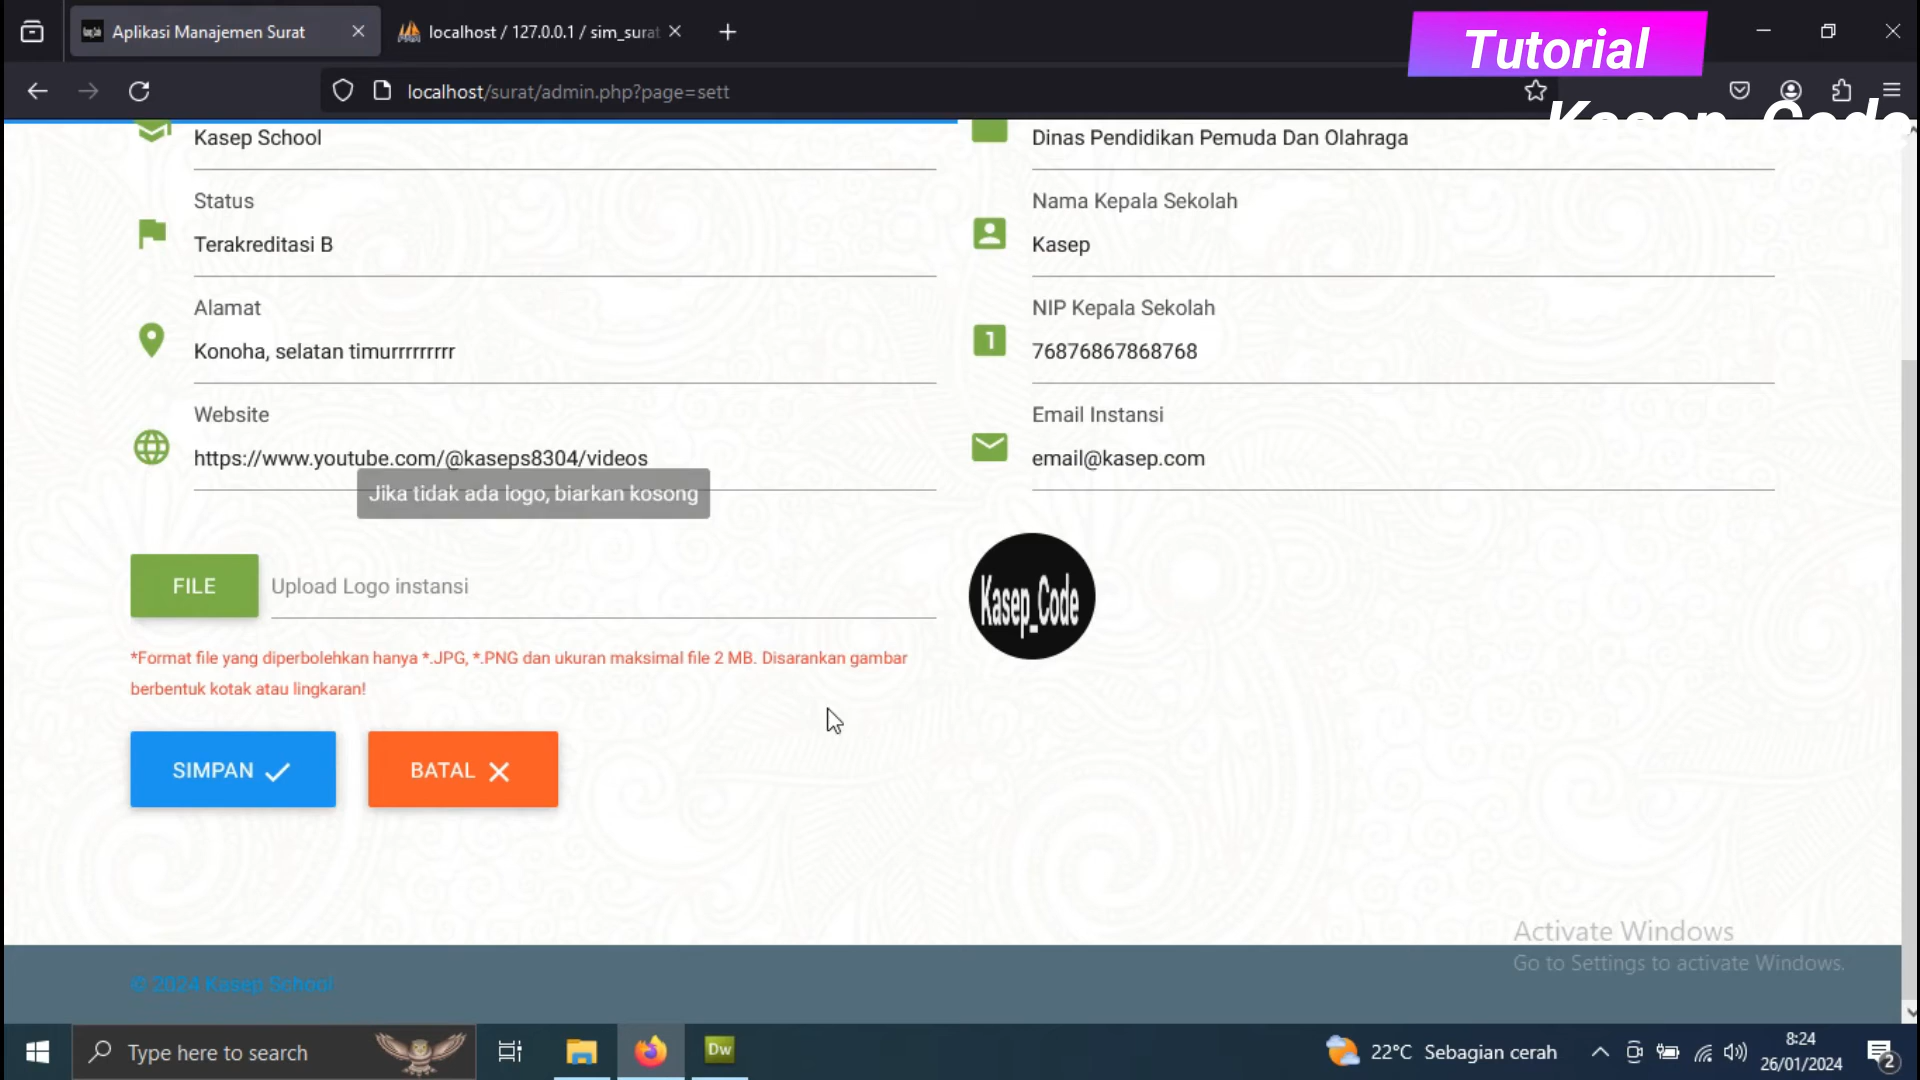 Aplikasi Manajemen Surat
localhost / 127.0.0.1 / sim_surat
Tutorial
localhost/surat/admin.php?page=sett
Kasep_Code
Kasep School
Dinas Pendidikan Pemuda Dan Olahraga
Status
Terakreditasi B
Nama Kepala Sekolah
Kasep
Alamat
Konoha, selatan timurrrrrrrrr
NIP Kepala Sekolah
1
76876867868768
Website
https://www.youtube.com/@kaseps8304/videos
Email Instansi
email@kasep.com
Jika tidak ada logo, biarkan kosong
FILE
Upload Logo instansi
Kasep_Code
*Format file yang diperbolehkan hanya *.JPG, *.PNG dan ukuran maksimal file 2 MB. Disarankan gambar
berbentuk kotak atau lingkaran!
SIMPAN
BATAL
Activate Windows
Go to Settings to activate Windows.
© 2024 Kasep School
Type here to search
Dw
22°C Sebagian cerah
8:24
26/01/2024
2